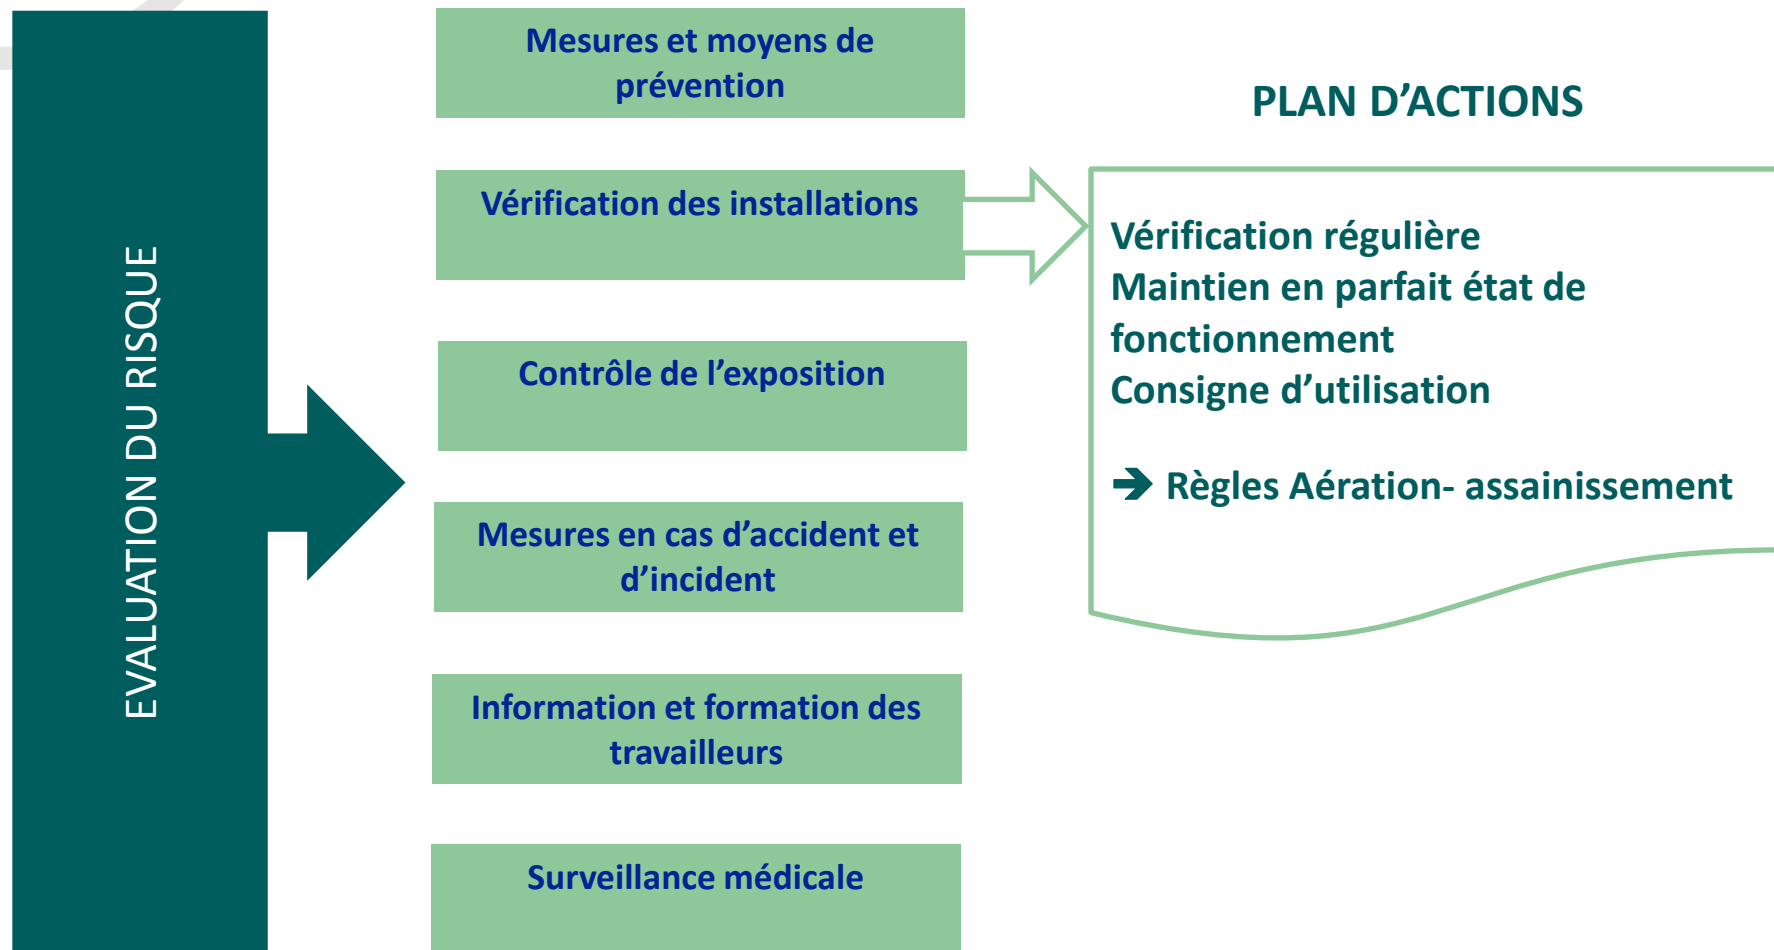 EVALUATION DU RISQUE
Mesures et moyens de
prévention
Vérification des installations
Contrôle de l’exposition
Mesures en cas d’accident et
d’incident
Information et formation des
travailleurs
Surveillance médicale
PLAN D’ACTIONS
Vérification régulière
Maintien en parfait état de
fonctionnement
Consigne d’utilisation
➔ Règles Aération- assainissement